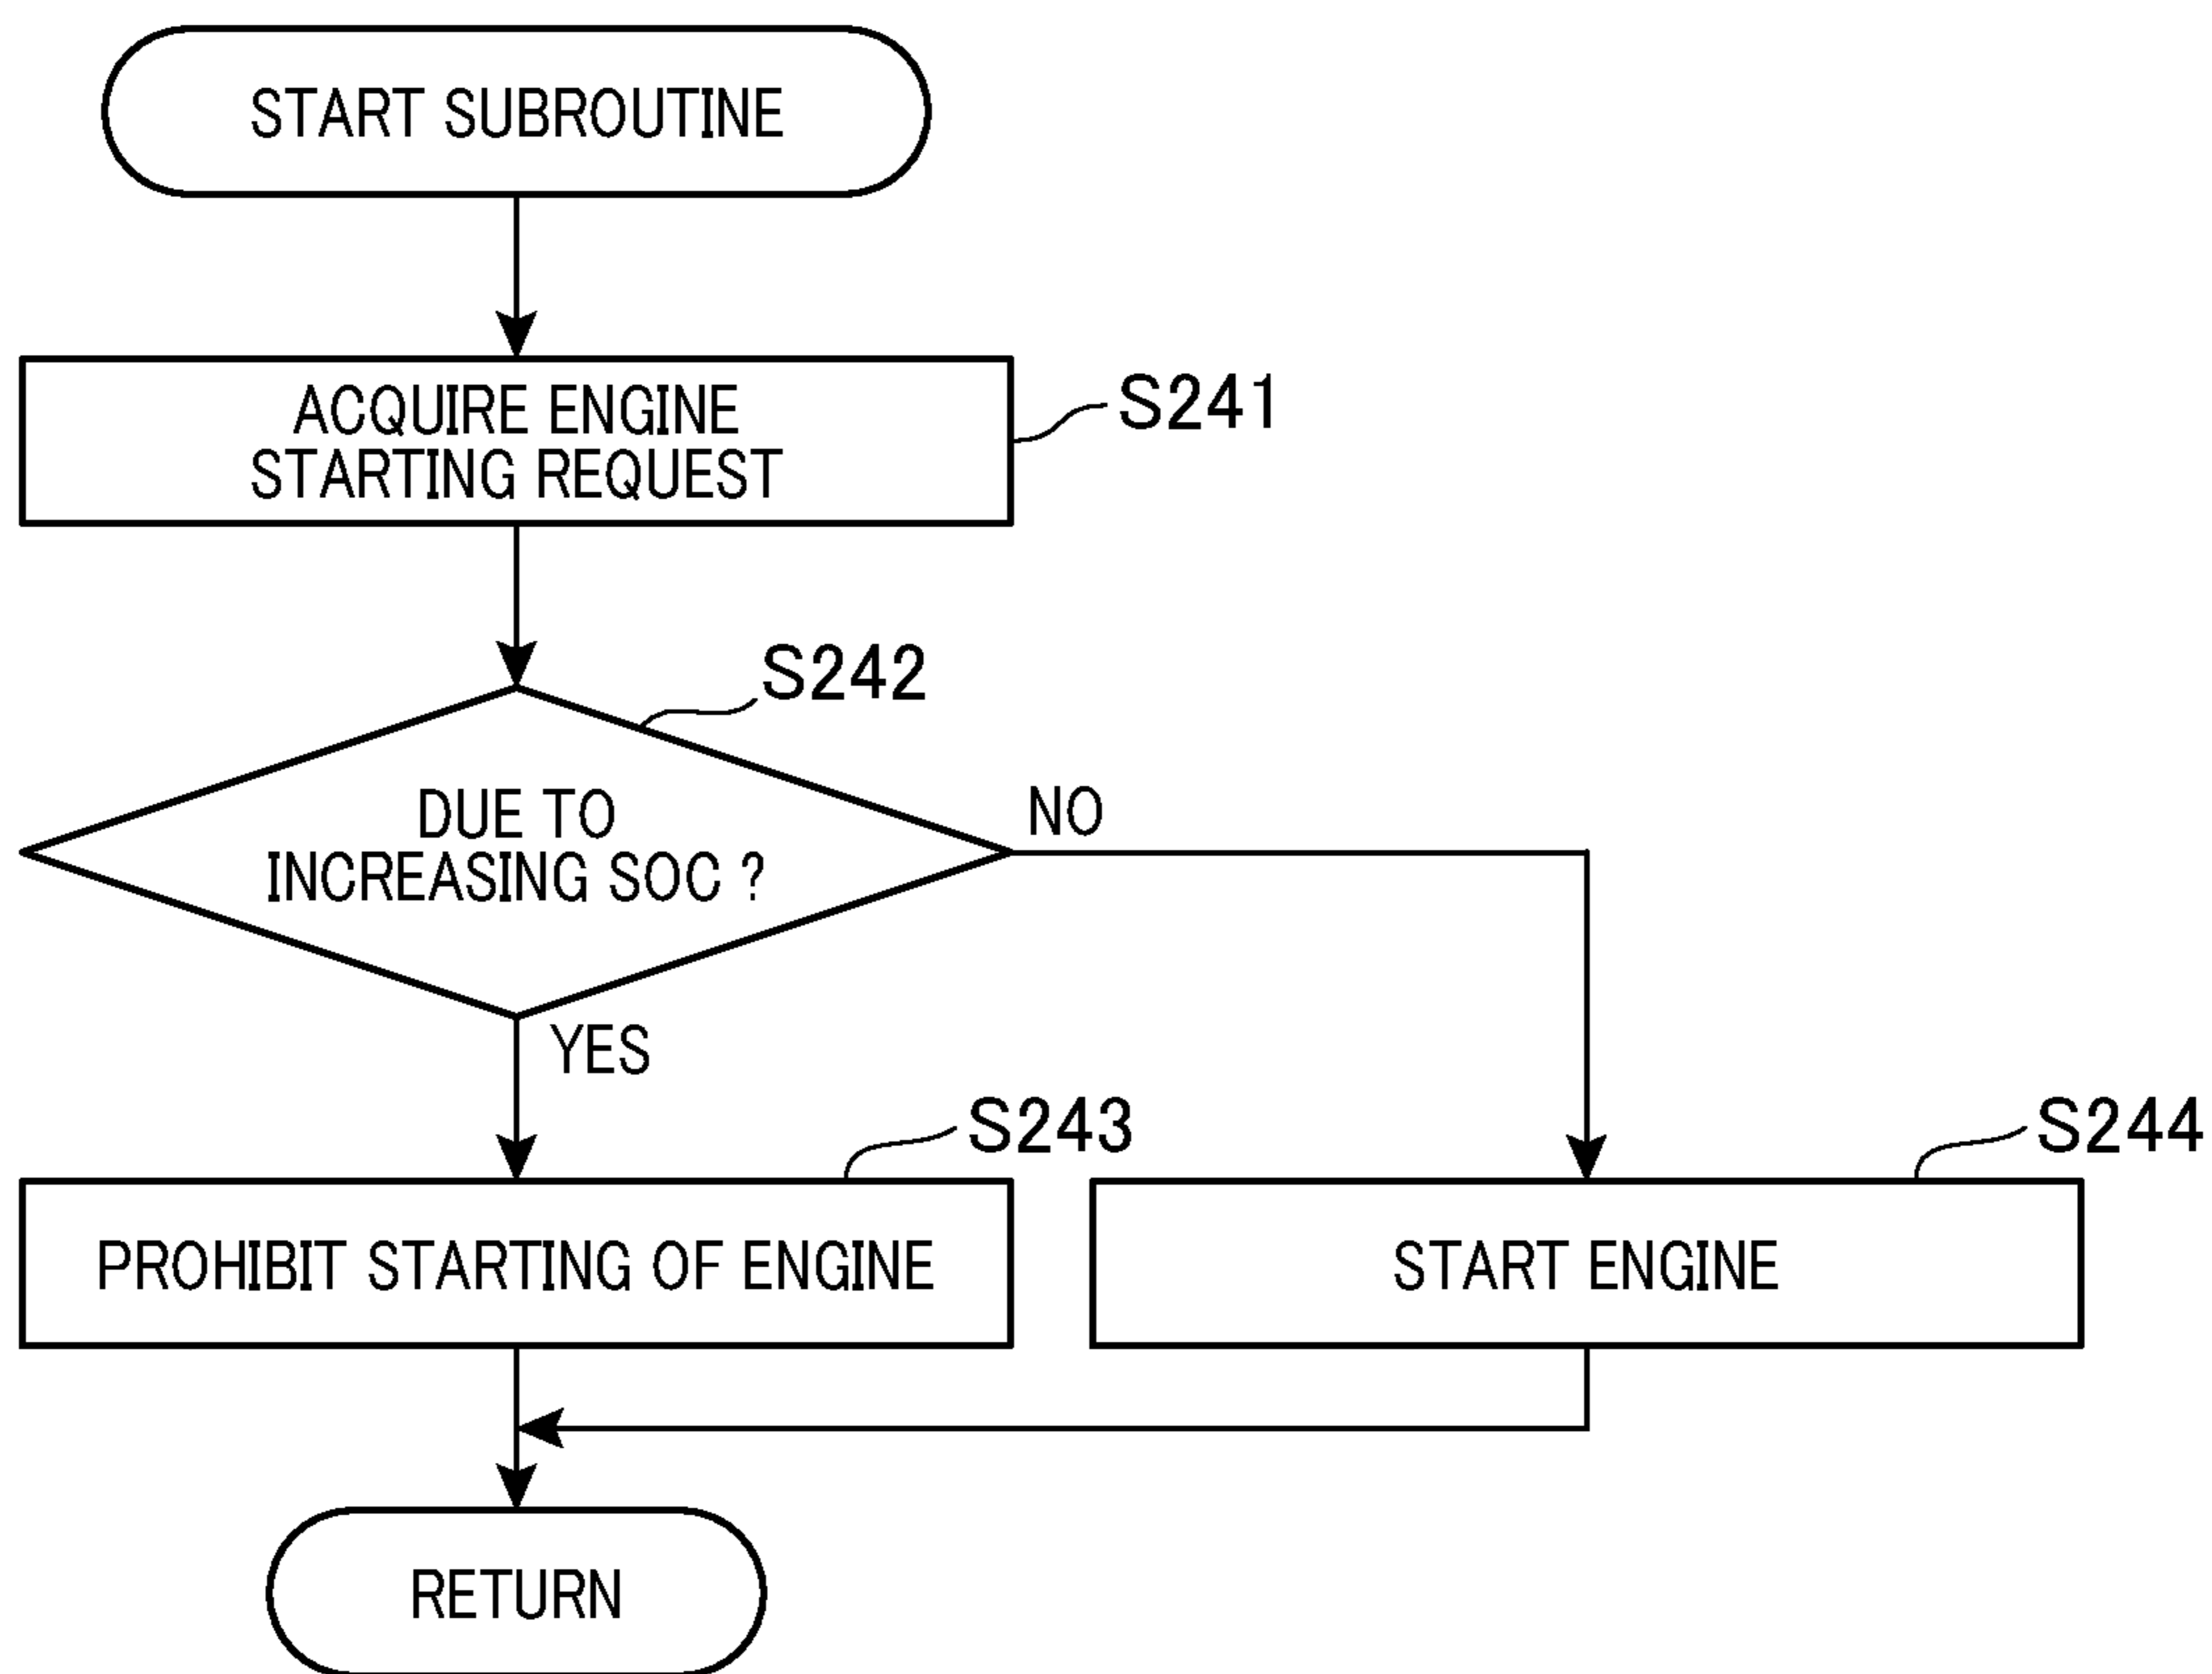 START SUBROUTINE
ACQUIRE ENGINE
STARTING REQUEST
S241
S242
DUE TO
INCREASING SOC ?
NO
YES
S243
S244
PROHIBIT STARTING OF ENGINE
START ENGINE
RETURN